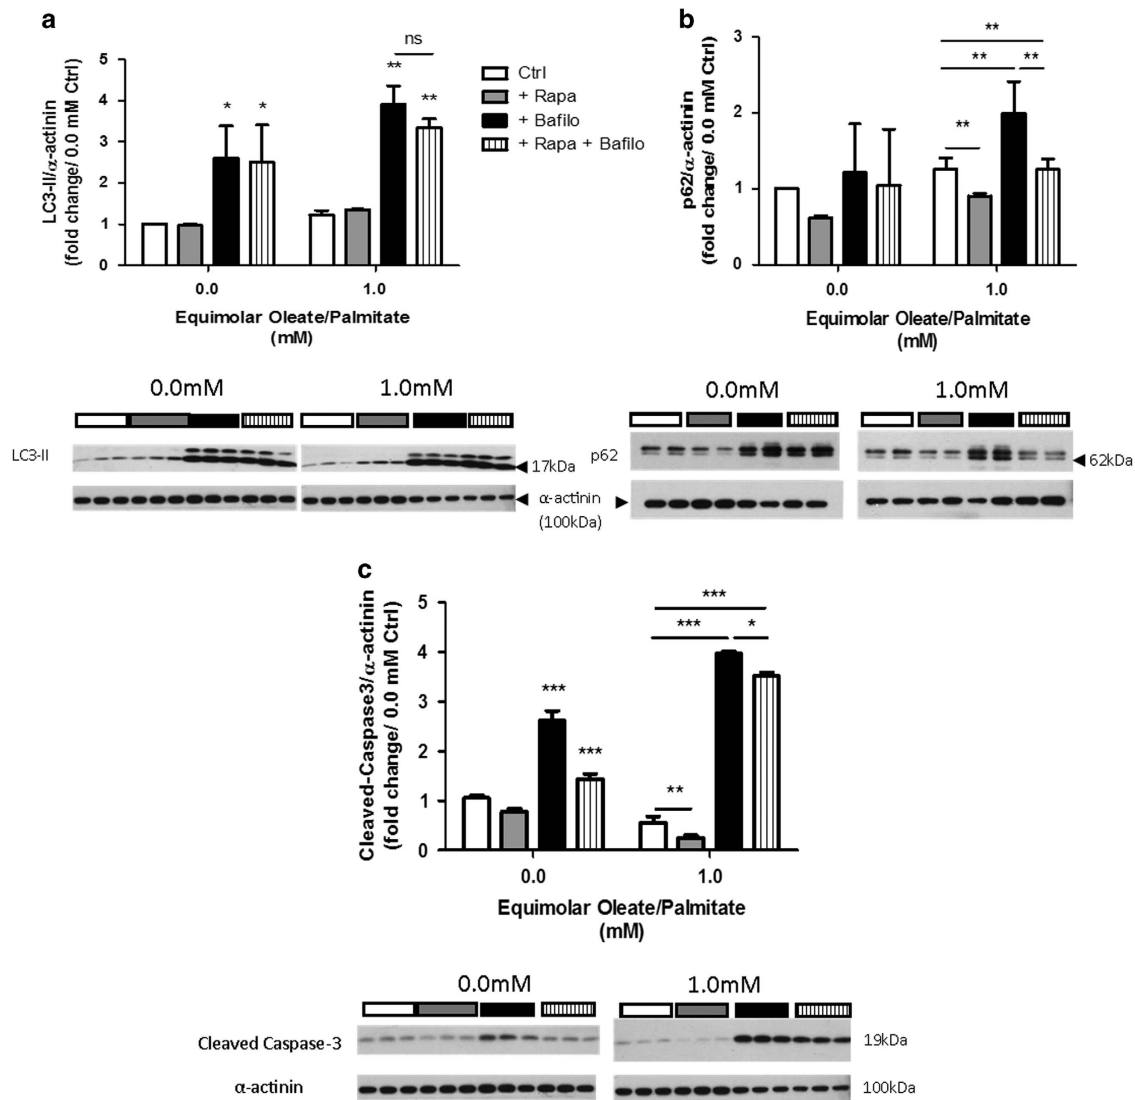 a
LC3-II/α-actinin
(fold change/ 0.0 mM Ctrl)
5
4
3
2
1
0
*
*
**
**
ns
0.0
1.0
Equimolar Oleate/Palmitate
(mM)
Ctrl
+ Rapa
+ Bafilo
+ Rapa + Bafilo
b
p62/α-actinin
(fold change/ 0.0 mM Ctrl)
3
2
1
0
**
**
**
**
0.0
1.0
Equimolar Oleate/Palmitate
(mM)
0.0mM
1.0mM
LC3-II
17kDa
α-actinin
(100kDa)
0.0mM
1.0mM
p62
62kDa
c
Cleaved-Caspase3/α-actinin
(fold change/ 0.0 mM Ctrl)
5
4
3
2
1
0
***
***
**
***
***
*
0.0
1.0
Equimolar Oleate/Palmitate
(mM)
0.0mM
1.0mM
Cleaved Caspase-3
19kDa
α-actinin
100kDa